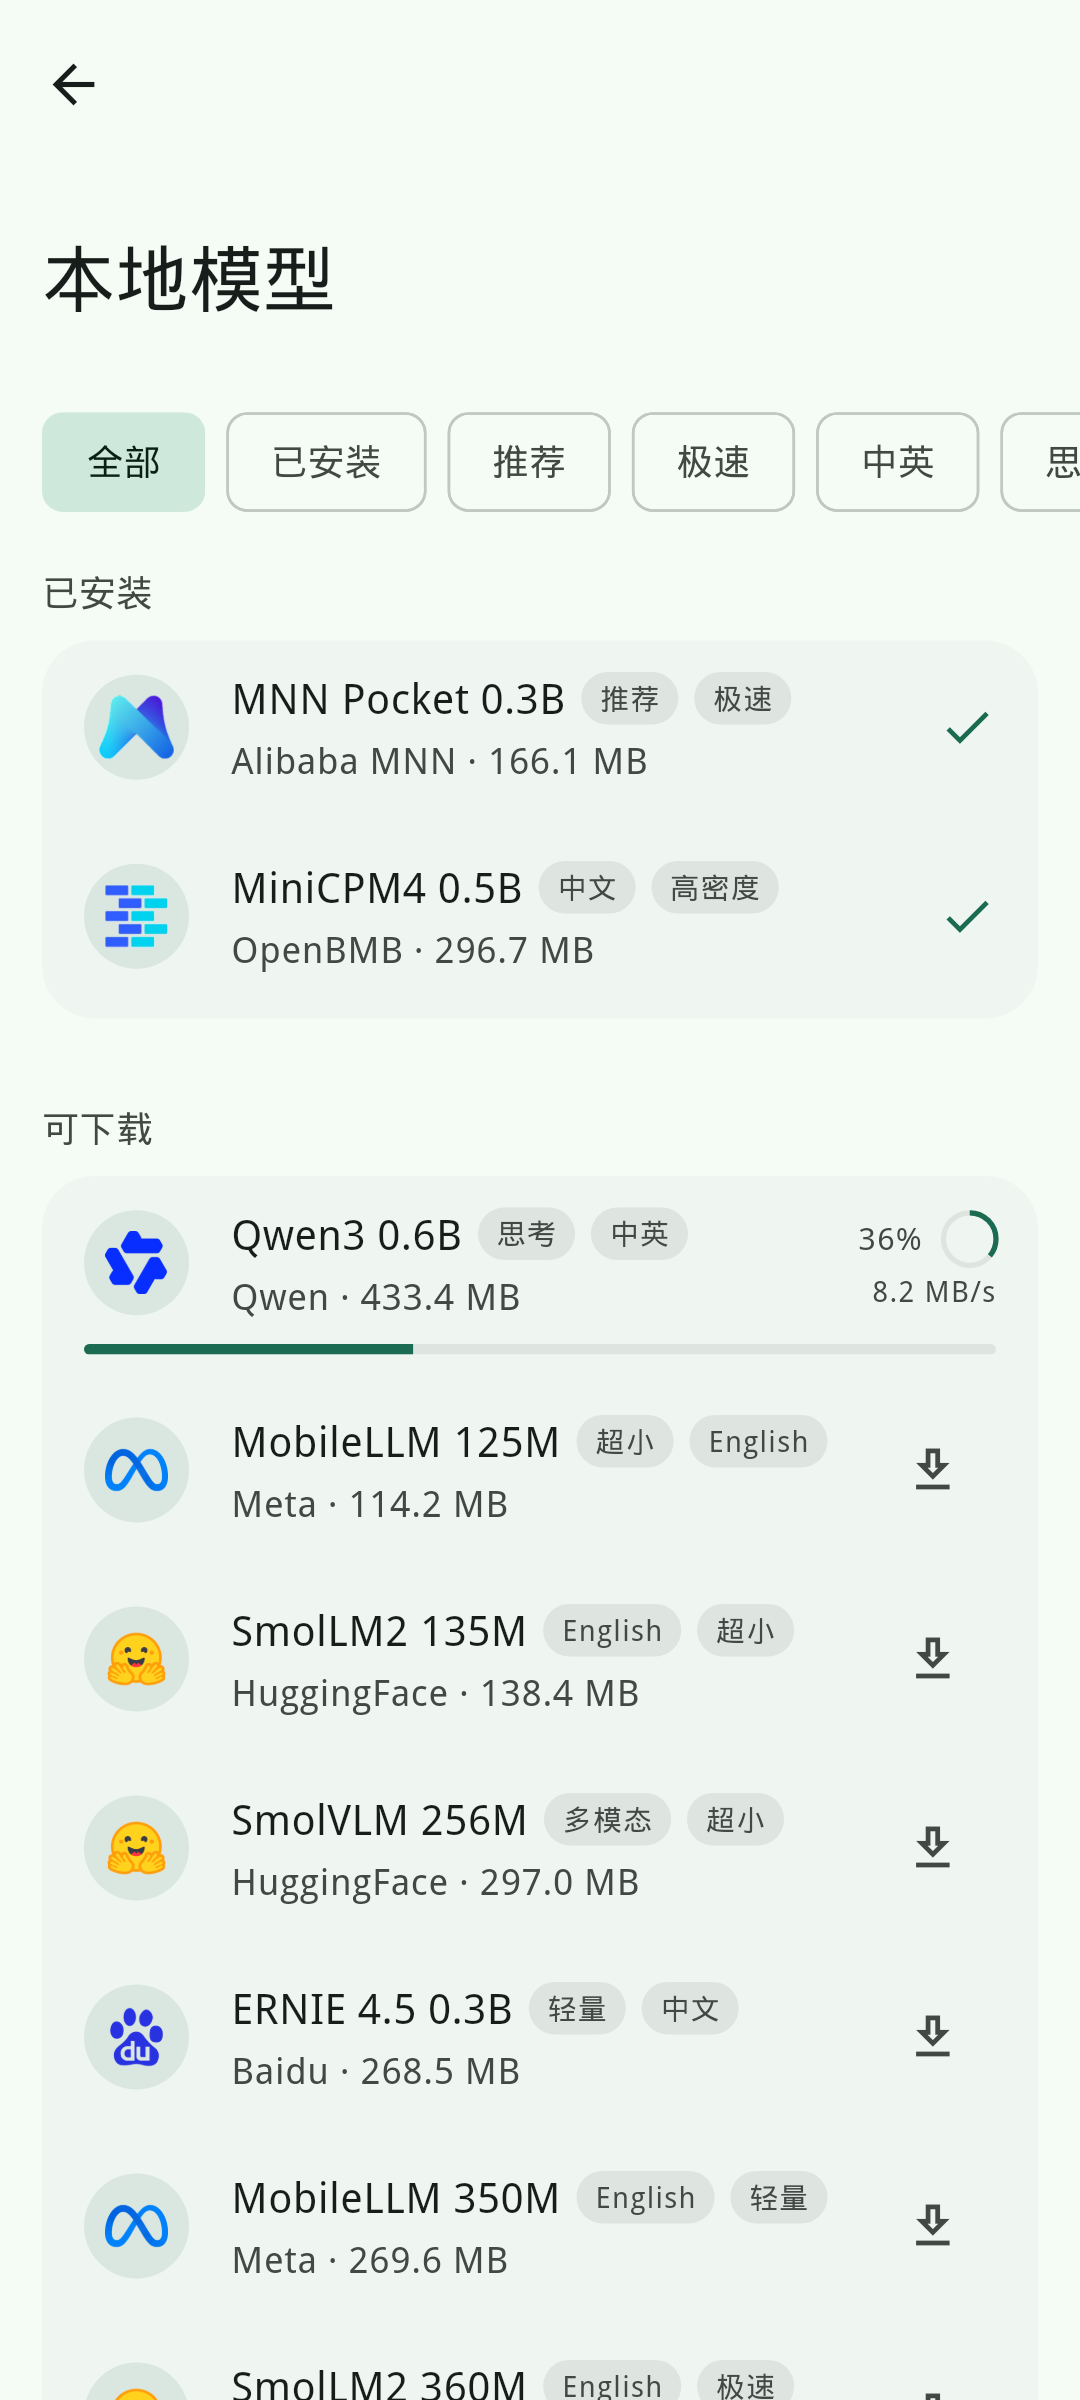 本地模型
全部 已安装 推荐 极速 中英 思
已安装
MNN Pocket 0.3B 推荐 极速
Alibaba MNN · 166.1 MB
MiniCPM4 0.5B 中文 高密度
OpenBMB · 296.7 MB
可下载
Qwen3 0.6B 思考 中英 36%
Qwen · 433.4 MB 8.2 MB/s
MobileLLM 125M 超小 English
Meta · 114.2 MB
SmolLM2 135M English 超小
HuggingFace · 138.4 MB
SmolVLM 256M 多模态 超小
HuggingFace · 297.0 MB
ERNIE 4.5 0.3B 轻量 中文
du
Baidu · 268.5 MB
MobileLLM 350M English 轻量
Meta · 269.6 MB
SmolLM2 360M English 极速